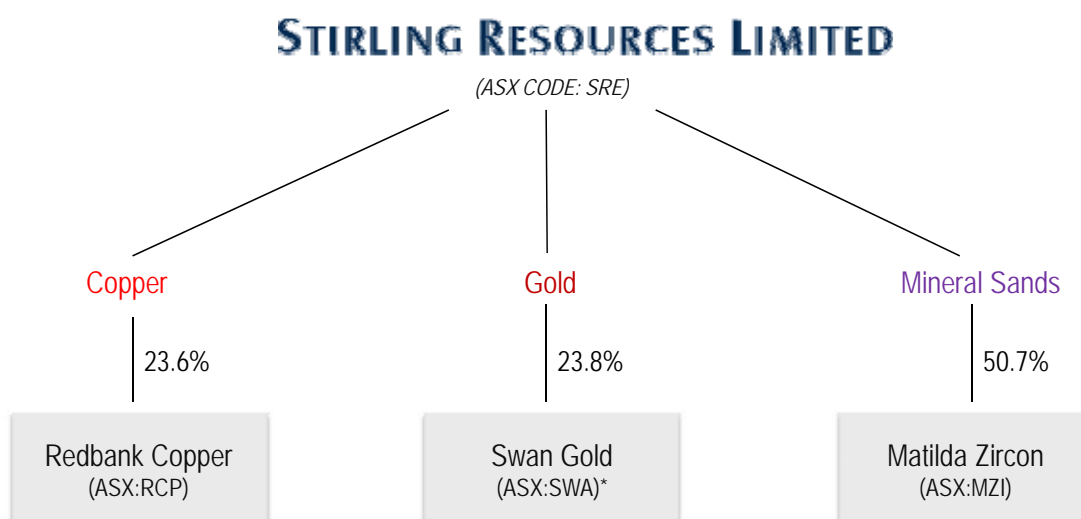 STIRLING RESOURCES LIMITED
(ASX CODE: SRE)
Copper
Gold
Mineral Sands
23.6%
23.8%
50.7%
Redbank Copper
(ASX:RCP)
Swan Gold
(ASX:SWA)*
Matilda Zircon
(ASX:MZI)